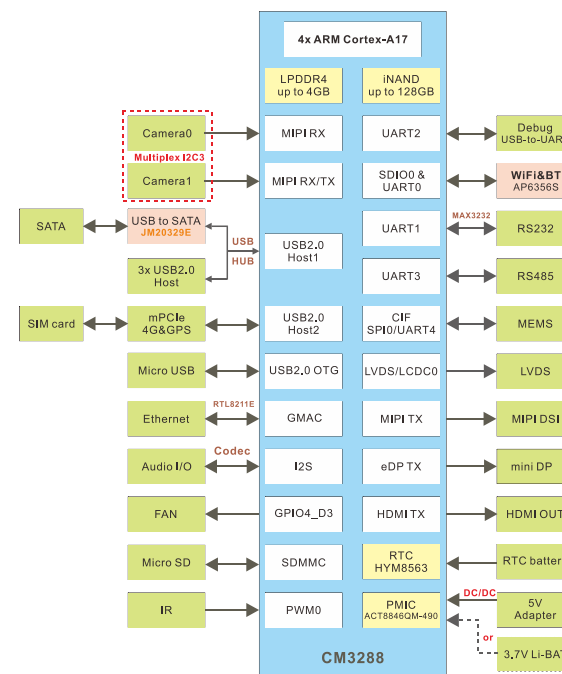 4x ARM Cortex-A17
LPDDR4
up to 4GB
iNAND
up to 128GB
Camera0
Multiplex I2C3
Camera1
MIPI RX
MIPI RX/TX
UART2
SDIO0 &
UART0
Debug
USB-to-UAR
WiFi&BT
AP6356S
SATA
USB to SATA
JM20329E
3x USB2.0
Host
USB
HUB
USB2.0
Host1
UART1
MAX3232
RS232
UART3
RS485
SIM card
mPCIe
4G&GPS
USB2.0
Host2
CIF
SPI0/UART4
MEMS
Micro USB
USB2.0 OTG
LVDS/LCDC0
LVDS
Ethernet
RTL8211E
GMAC
MIPI TX
MIPI DSI
Audio I/O
Codec
I2S
eDP TX
mini DP
FAN
GPIO4_D3
HDMI TX
HDMI OUT
Micro SD
SDMMC
RTC
HYM8563
RTC batter
IR
PWM0
PMIC
ACT8846QM-490
DC/DC
5V
Adapter
or
3.7V Li-BA
CM3288